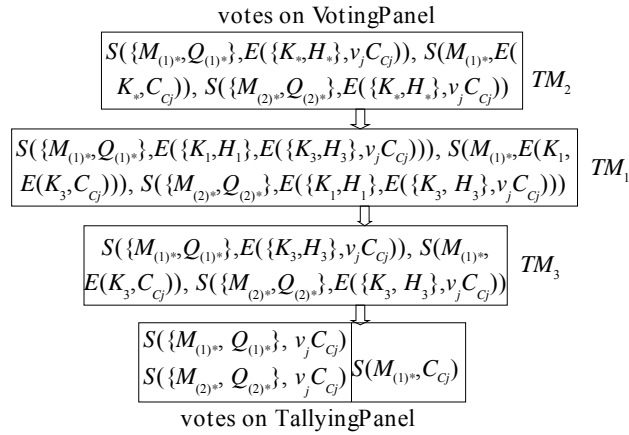 votes on VotingPanel
S({M(1)*,Q(1)*},E({K*,H*},vjCCj)), S(M(1)*,E(
K*,CCj)), S({M(2)*,Q(2)*},E({K*,H*},vjCCj))
TM2
S({M(1)*,Q(1)*},E({K1,H1},E({K3,H3},vjCCj))), S(M(1)*,E(K1,
E(K3,CCj))), S({M(2)*,Q(2)*},E({K1,H1},E({K3, H3},vjCCj)))
TM1
S({M(1)*,Q(1)*},E({K3,H3},vjCCj)), S(M(1)*,
E(K3,CCj)), S({M(2)*,Q(2)*},E({K3, H3},vjCCj))
TM3
S({M(1)*, Q(1)*}, vjCCj)
S({M(2)*, Q(2)*}, vjCCj)
S(M(1)*,CCj)
votes on TallyingPanel